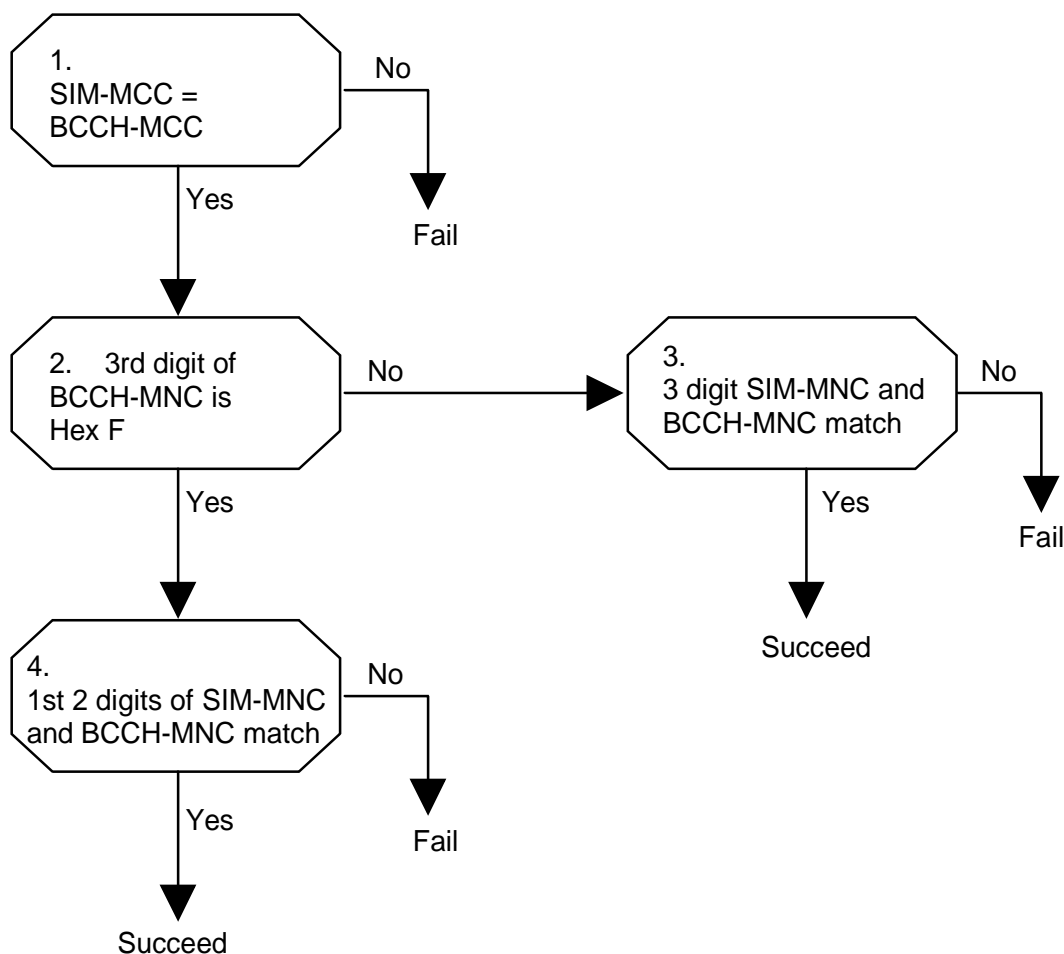 1.
SIM-MCC =
BCCH-MCC
No
Fail
Yes
2. 3rd digit of
BCCH-MNC is
Hex F
No
3.
3 digit SIM-MNC and
BCCH-MNC match
No
Fail
Yes
Succeed
Yes
4.
1st 2 digits of SIM-MNC
and BCCH-MNC match
No
Fail
Yes
Succeed